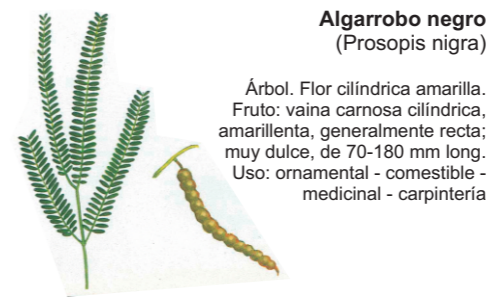 Algarrobo negro
(Prosopis nigra)
Árbol. Flor cilíndrica amarilla.
Fruto: vaina carnosa cilíndrica,
amarillenta, generalmente recta;
muy dulce, de 70-180 mm long.
Uso: ornamental - comestible -
medicinal - carpintería